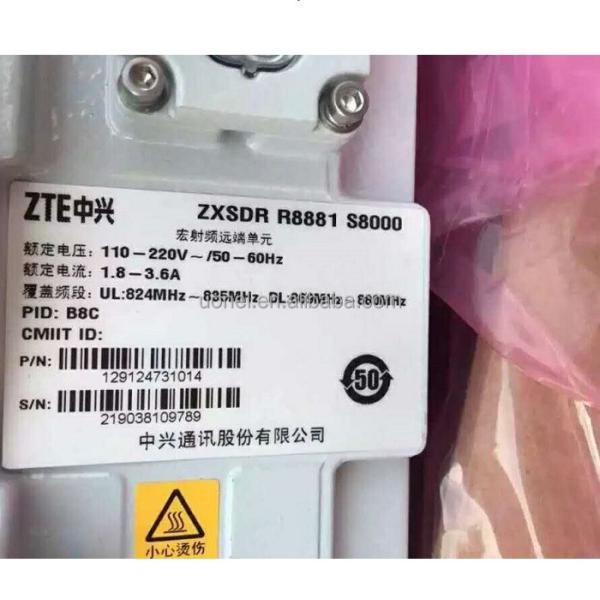 ZTE中兴 ZXSDR R8881 S8000
宏射频远端单元
额定电压: 110-220V~/50-60Hz
额定电流: 1.8-3.6A
覆盖频段: UL:824MHz~835MHz DL:869MHz~880MHz
PID: B8C
CMIIT ID:
P/N:
129124731014
S/N:
219038109789
50
中兴通讯股份有限公司
小心烫伤